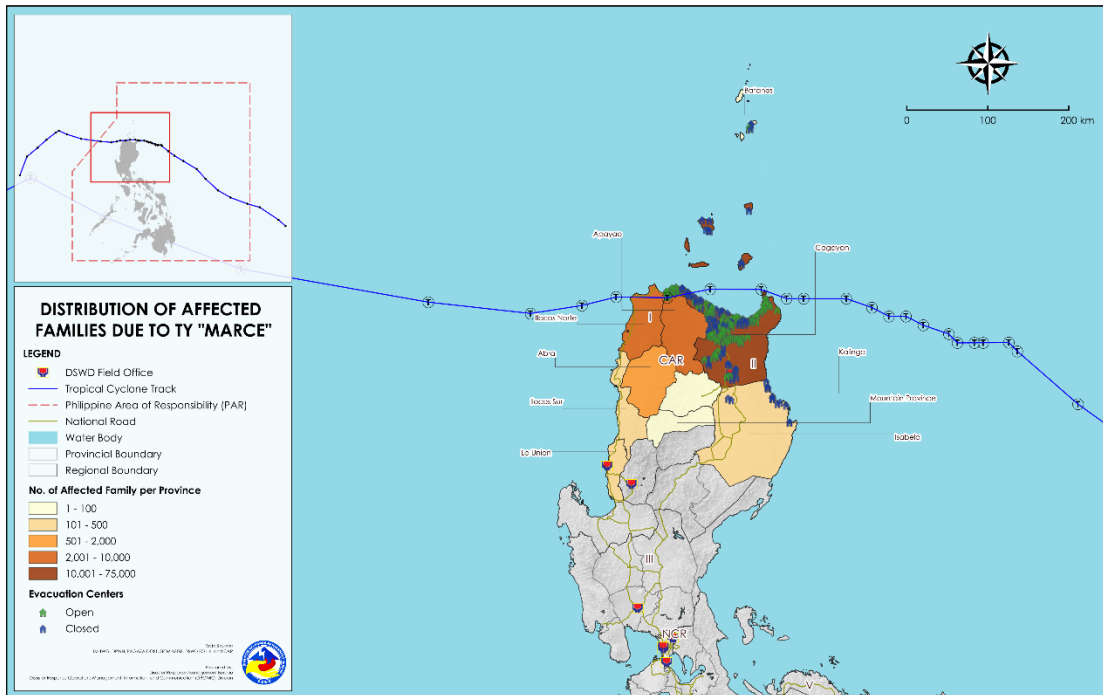 Batanes
0 100 200 km
Apayao
Cagayan
DISTRIBUTION OF AFFECTED
FAMILIES DUE TO TY "MARCE"
LEGEND
DSWD Field Office
Tropical Cyclone Track
Philippine Area of Responsibility (PAR)
National Road
Water Body
Provincial Boundary
Regional Boundary
No. of Affected Family per Province
1 - 100
101 - 500
501 - 2,000
2,001 - 10,000
10,001 - 75,000
Evacuation Centers
Open
Closed
I
Ilocos Norte
Abra
CAR
II
Kalinga
Ilocos Sur
Mountain Province
Isabela
La Union
III
NCR
V